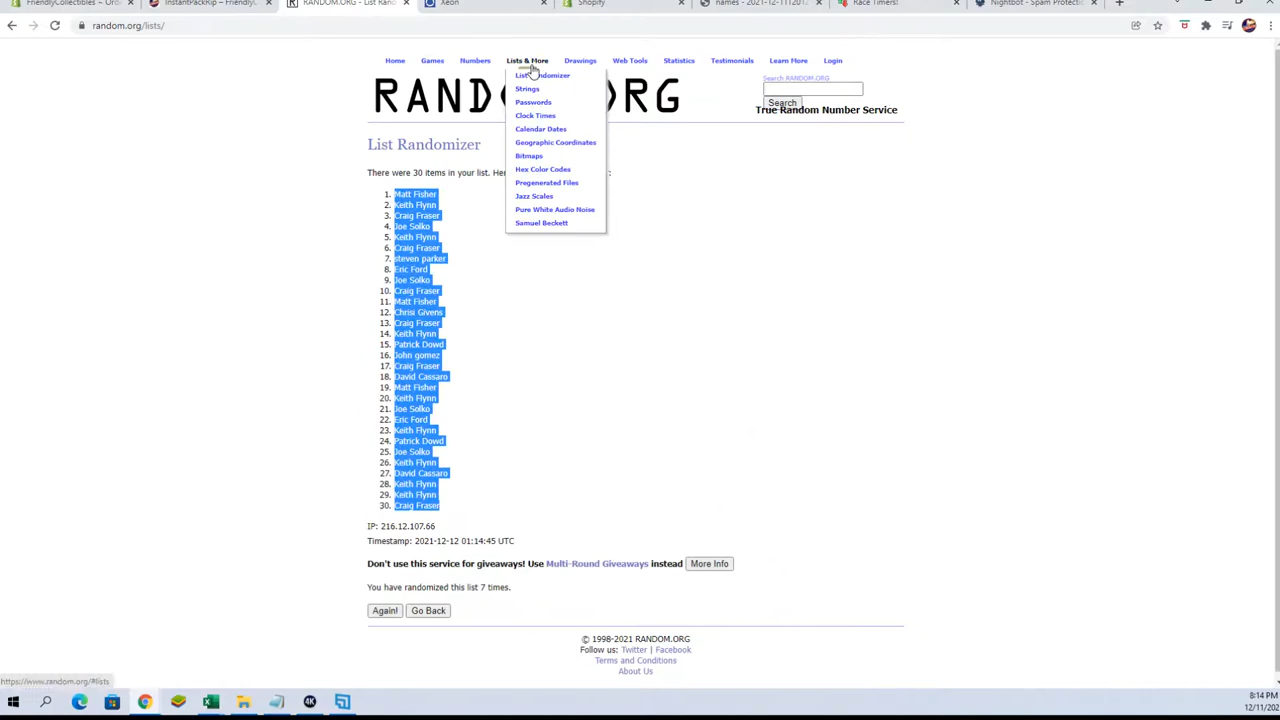 FriendlyCollectibles – Ord
InstantPackRip – FriendlyC
RANDOM.ORG - List Rand
Xeon
Shopify
names - 2021-12-11T2012
Race Timers!
Nightbot - Spam Protectio
random.org/lists/
Home Games Numbers Lists & More Drawings Web Tools Statistics Testimonials Learn More Login
Search RANDOM.ORG
Search
True Random Number Service
List Randomizer
Strings
Passwords
Clock Times
Calendar Dates
Geographic Coordinates
Bitmaps
Hex Color Codes
Pregenerated Files
Jazz Scales
Pure White Audio Noise
Samuel Beckett
List Randomizer
There were 30 items in your list. Her
1. Matt Fisher
2. Keith Flynn
3. Craig Fraser
4. Joe Solko
5. Keith Flynn
6. Craig Fraser
7. steven parker
8. Eric Ford
9. Joe Solko
10. Craig Fraser
11. Matt Fisher
12. Chrisi Givens
13. Craig Fraser
14. Keith Flynn
15. Patrick Dowd
16. John gomez
17. Craig Fraser
18. David Cassaro
19. Matt Fisher
20. Keith Flynn
21. Joe Solko
22. Eric Ford
23. Keith Flynn
24. Patrick Dowd
25. Joe Solko
26. Keith Flynn
27. David Cassaro
28. Keith Flynn
29. Keith Flynn
30. Craig Fraser
IP: 216.12.107.66
Timestamp: 2021-12-12 01:14:45 UTC
Don't use this service for giveaways! Use Multi-Round Giveaways instead More Info
You have randomized this list 7 times.
Again! Go Back
© 1998-2021 RANDOM.ORG
Follow us: Twitter | Facebook
Terms and Conditions
About Us
https://www.random.org/#lists
4K
8:14 PM
12/11/202